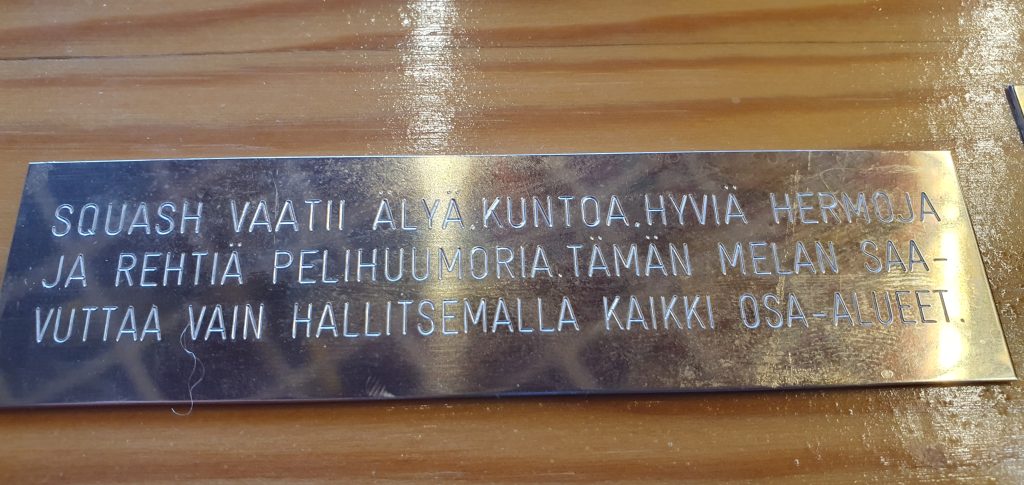 SQUASH VAATII ÄLYÄ.KUNTOA.HYVIÄ HERMOJA
JA REHTIÄ PELIHUUMORIA.TÄMÄN MELAN SAA-
VUTTAA VAIN HALLITSEMALLA KAIKKI OSA-ALUEET.